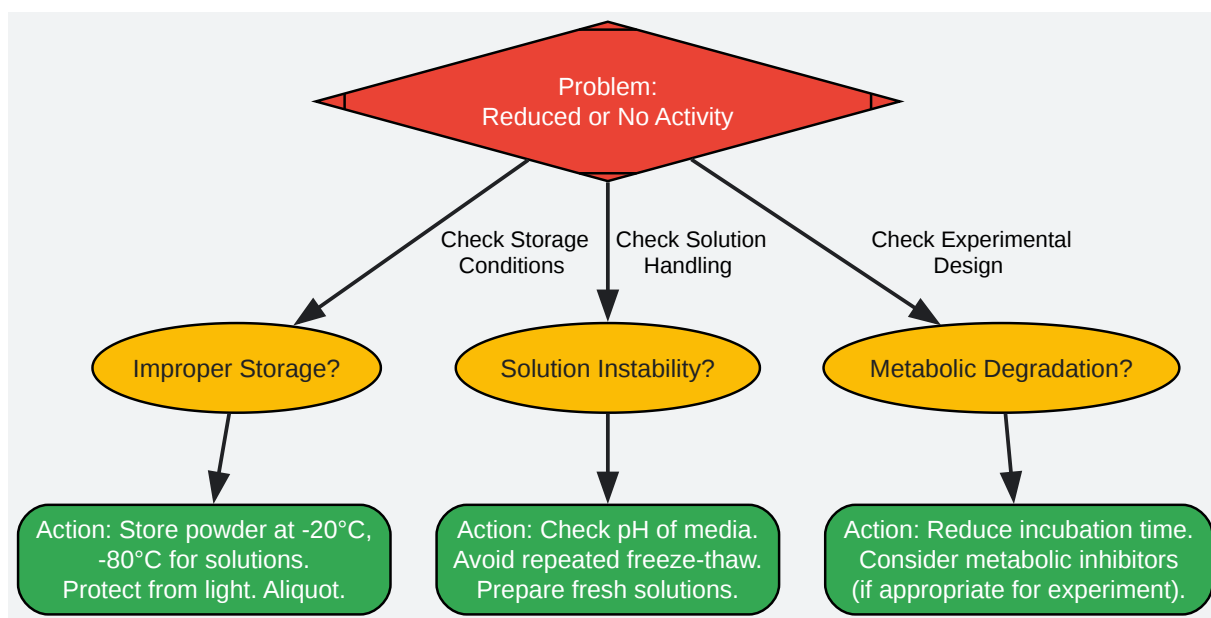 Problem:
Reduced or No Activity
Check Storage
Conditions
Check Solution
Handling
Check Experimental
Design
Improper Storage?
Solution Instability?
Metabolic Degradation?
Action: Store powder at -20°C,
-80°C for solutions.
Protect from light. Aliquot.
Action: Check pH of media.
Avoid repeated freeze-thaw.
Prepare fresh solutions.
Action: Reduce incubation time.
Consider metabolic inhibitors
(if appropriate for experiment).